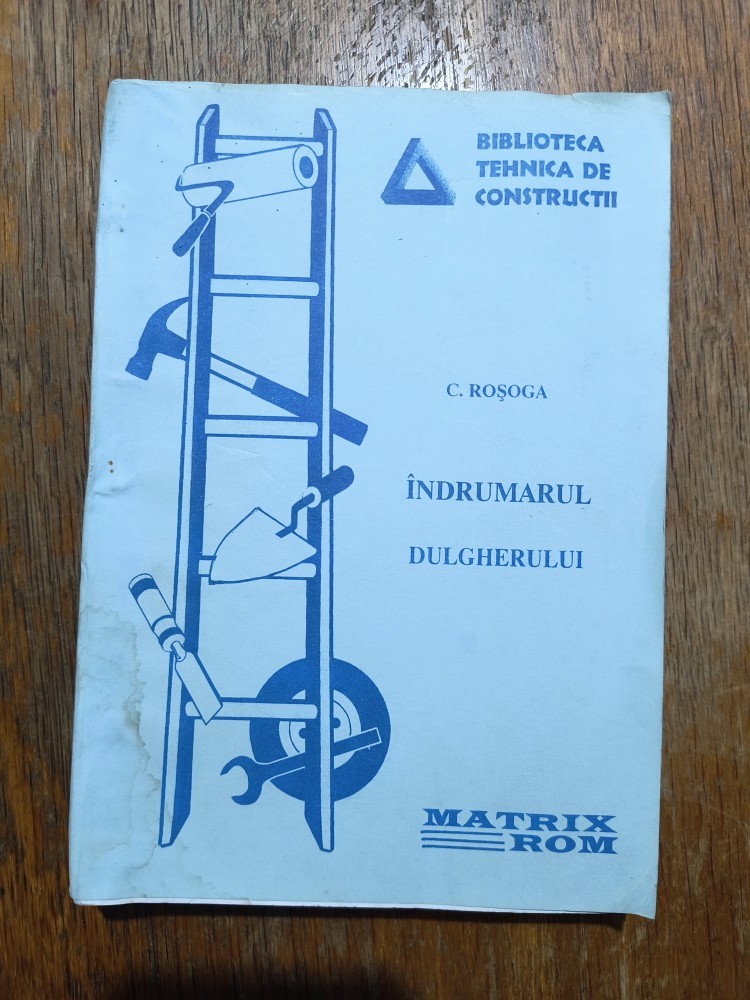 BIBLIOTECA
TEHNICA DE
CONSTRUCTII
C. ROŞOGA
ÎNDRUMARUL
DULGHERULUI
MATRIX
ROM